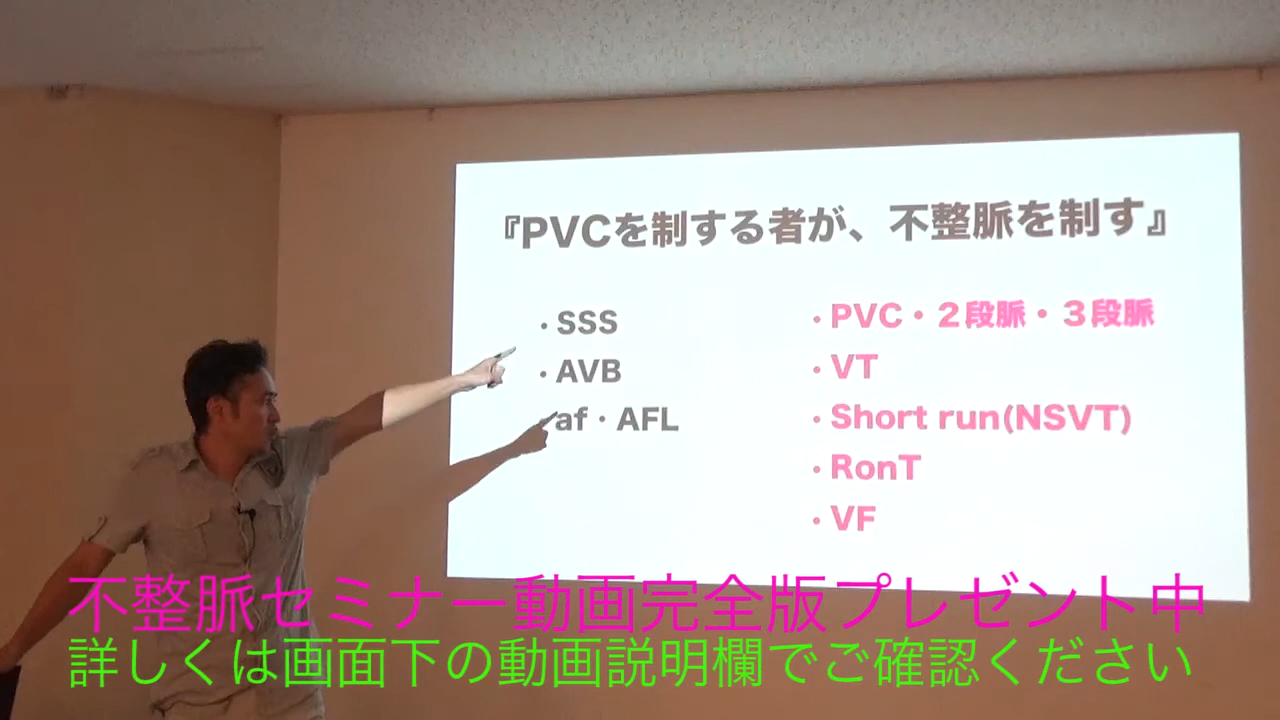 『PVCを制する者が、不整脈を制す』
・SSS
・AVB
・af・AFL
・PVC・２段脈・３段脈
・VT
・Short run(NSVT)
・RonT
・VF
不整脈セミナー動画完全版プレゼント中
詳しくは画面下の動画説明欄でご確認ください